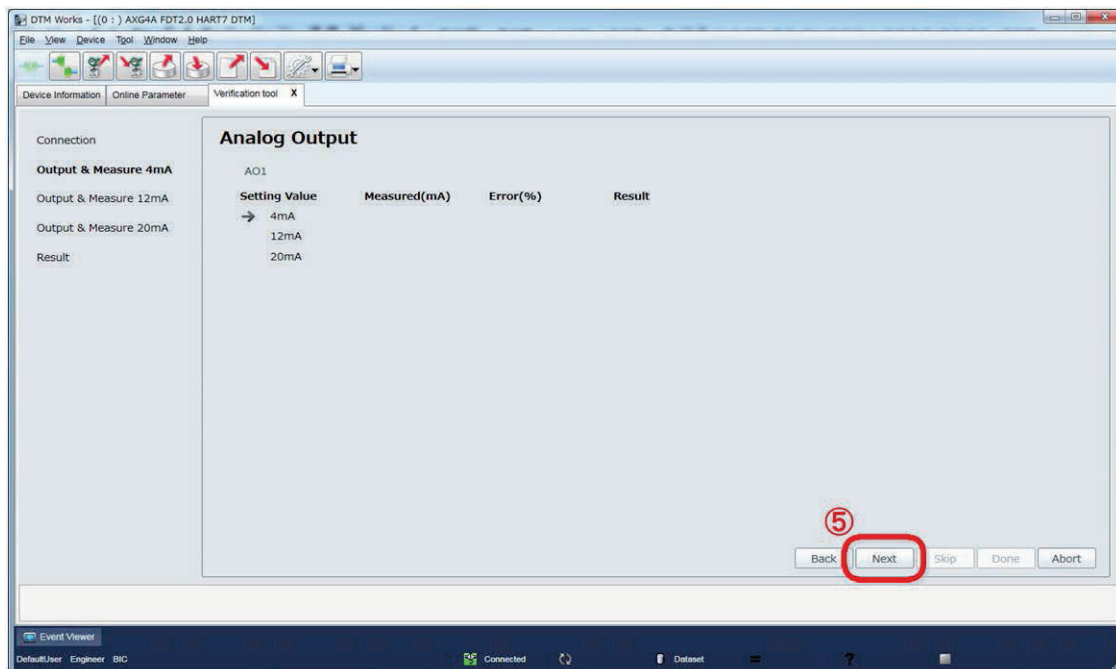 DTM Works - [(0 : ) AXG4A FDT2.0 HART7 DTM]
File View Device Tool Window Help
Device Information Online Parameter Verification tool X
Connection
Output & Measure 4mA
Output & Measure 12mA
Output & Measure 20mA
Result
Analog Output
AO1
Setting Value Measured(mA) Error(%) Result
4mA
12mA
20mA
⑤
Back Next Skip Done Abort
Event Viewer
DefaultUser Engineer BIC Connected Dataset = ?